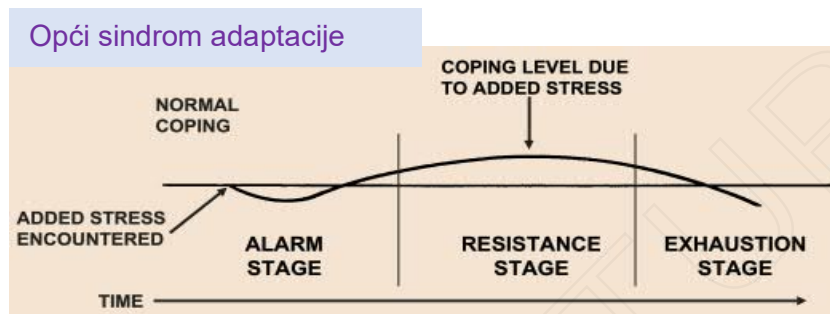 Opći sindrom adaptacije
COPING LEVEL DUE
TO ADDED STRESS
NORMAL
COPING
ADDED STRESS
ENCOUNTERED
ALARM
STAGE
RESISTANCE
STAGE
EXHAUSTION
STAGE
TIME